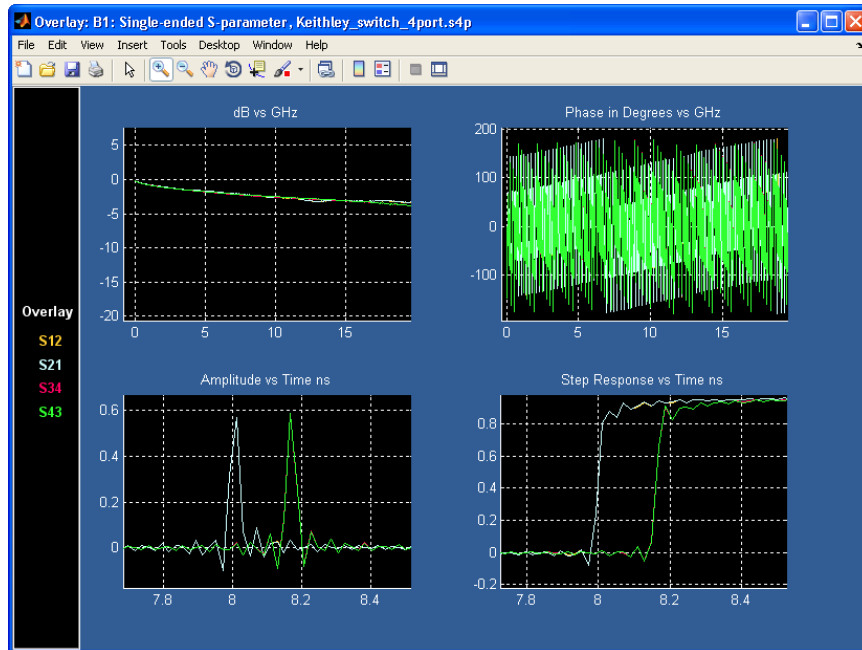 Overlay: B1: Single-ended S-parameter, Keithley_switch_4port.s4p
File Edit View Insert Tools Desktop Window Help
dB vs GHz
5
0
-5
-10
-15
-20
0 5 10 15
Phase in Degrees vs GHz
200
100
0
-100
0 5 10 15
Overlay
S12
S21
S34
S43
Amplitude vs Time ns
0.6
0.4
0.2
0
7.8 8 8.2 8.4
Step Response vs Time ns
0.8
0.6
0.4
0.2
0
-0.2
7.8 8 8.2 8.4